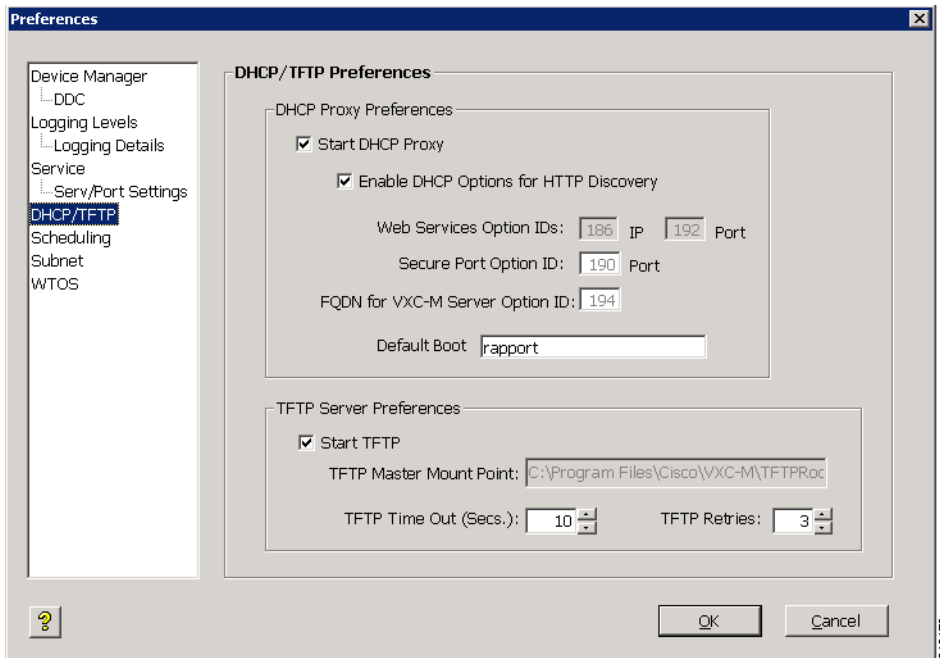 Preferences
Device Manager
DDC
Logging Levels
Logging Details
Service
Serv/Port Settings
DHCP/TFTP
Scheduling
Subnet
WTOS
DHCP/TFTP Preferences
DHCP Proxy Preferences
Start DHCP Proxy
Enable DHCP Options for HTTP Discovery
Web Services Option IDs: 186 IP 192 Port
Secure Port Option ID: 190 Port
FQDN for VXC-M Server Option ID: 194
Default Boot rapport
TFTP Server Preferences
Start TFTP
TFTP Master Mount Point: C:\Program Files\Cisco\VXC-M\TFTPRoo
TFTP Time Out (Secs.): 10 TFTP Retries: 3
?
OK Cancel